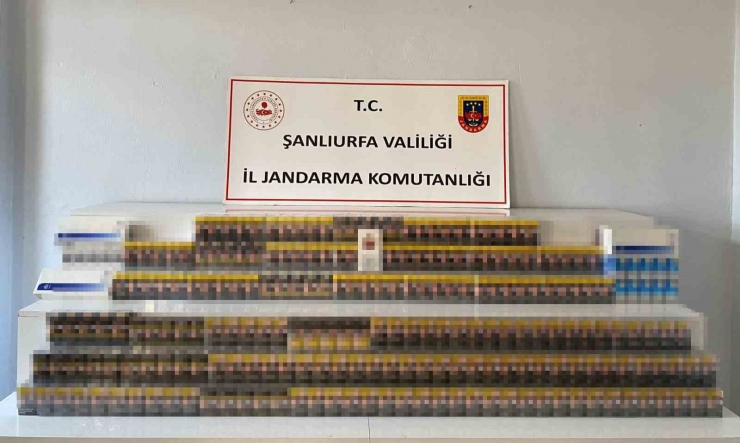 T.C.
ŞANLIURFA VALİLİĞİ
İL JANDARMA KOMUTANLIĞI